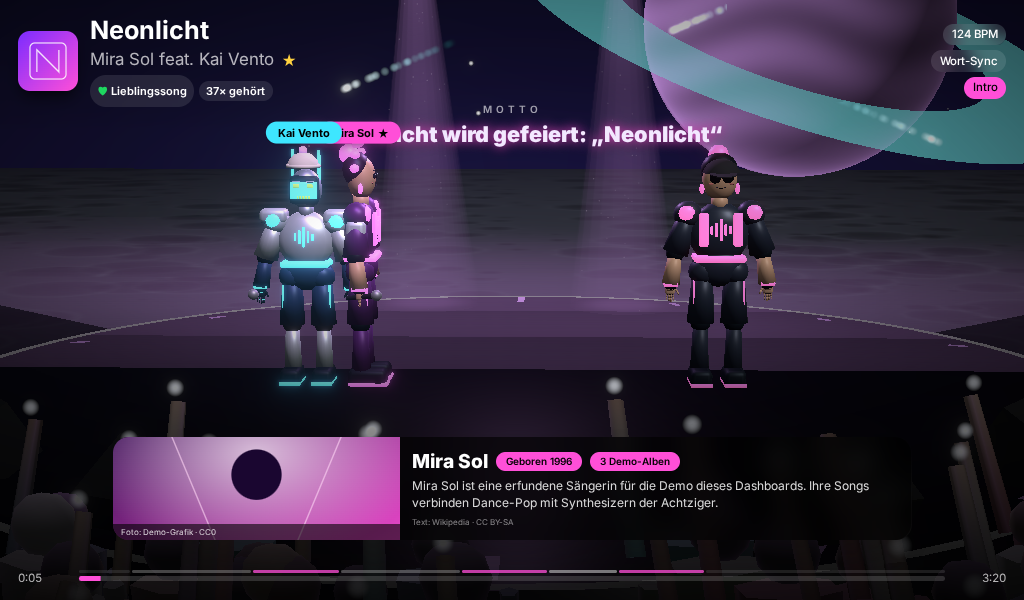 Neonlicht
Mira Sol feat. Kai Vento ★
Lieblingssong
37× gehört
124 BPM
Wort-Sync
Intro
MOTTO
wird gefeiert: „Neonlicht“
Kai Vento
Sol ★
Mira Sol
Geboren 1996
3 Demo-Alben
Mira Sol ist eine erfundene Sängerin für die Demo dieses Dashboards. Ihre Songs
verbinden Dance-Pop mit Synthesizern der Achtziger.
Text: Wikipedia · CC BY-SA
Foto: Demo-Grafik · CC0
0:05
3:20